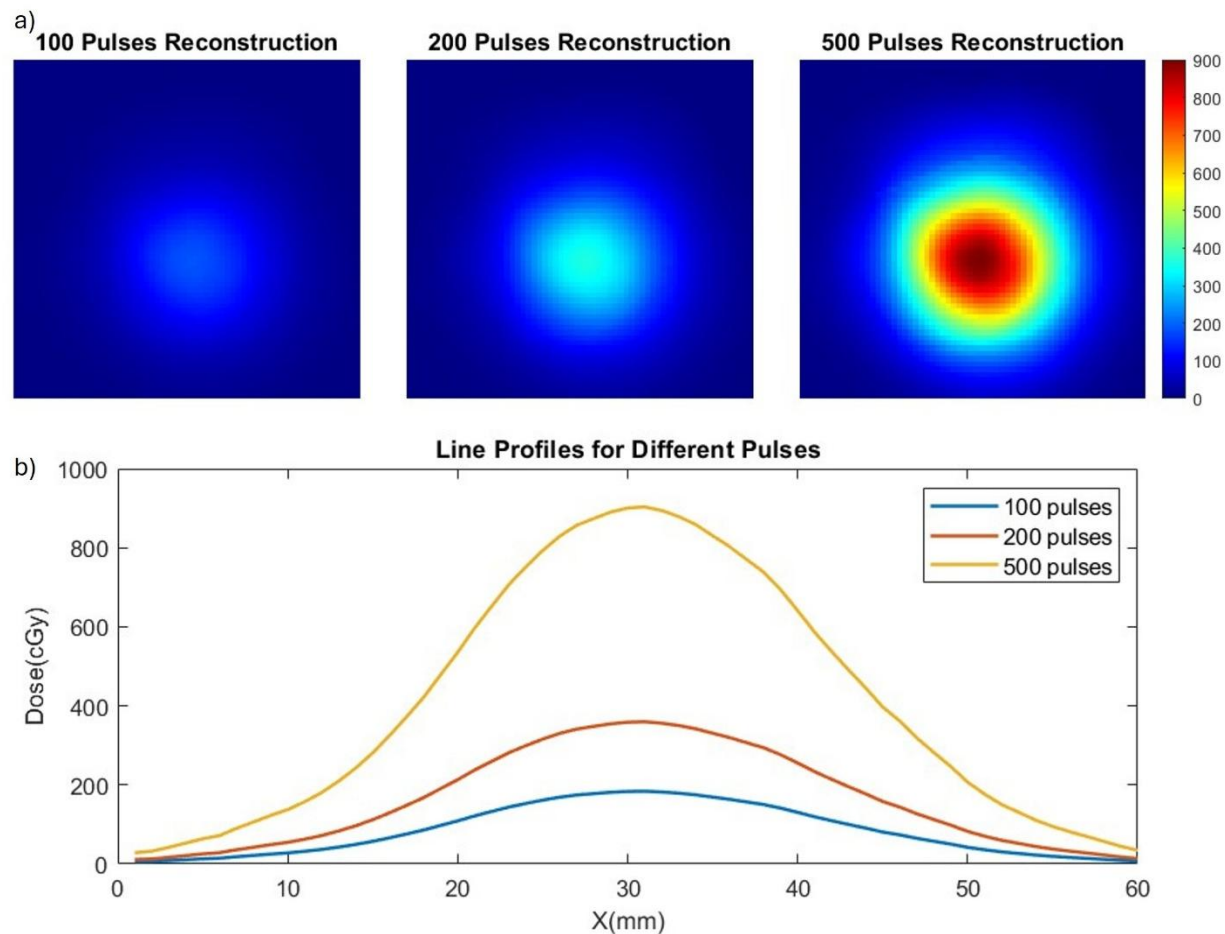 a)
100 Pulses Reconstruction
200 Pulses Reconstruction
500 Pulses Reconstruction
900
800
700
600
500
400
300
200
100
0
b)
Line Profiles for Different Pulses
1000
800
600
400
200
0
Dose(cGy)
100 pulses
200 pulses
500 pulses
0 10 20 30 40 50 60
X(mm)